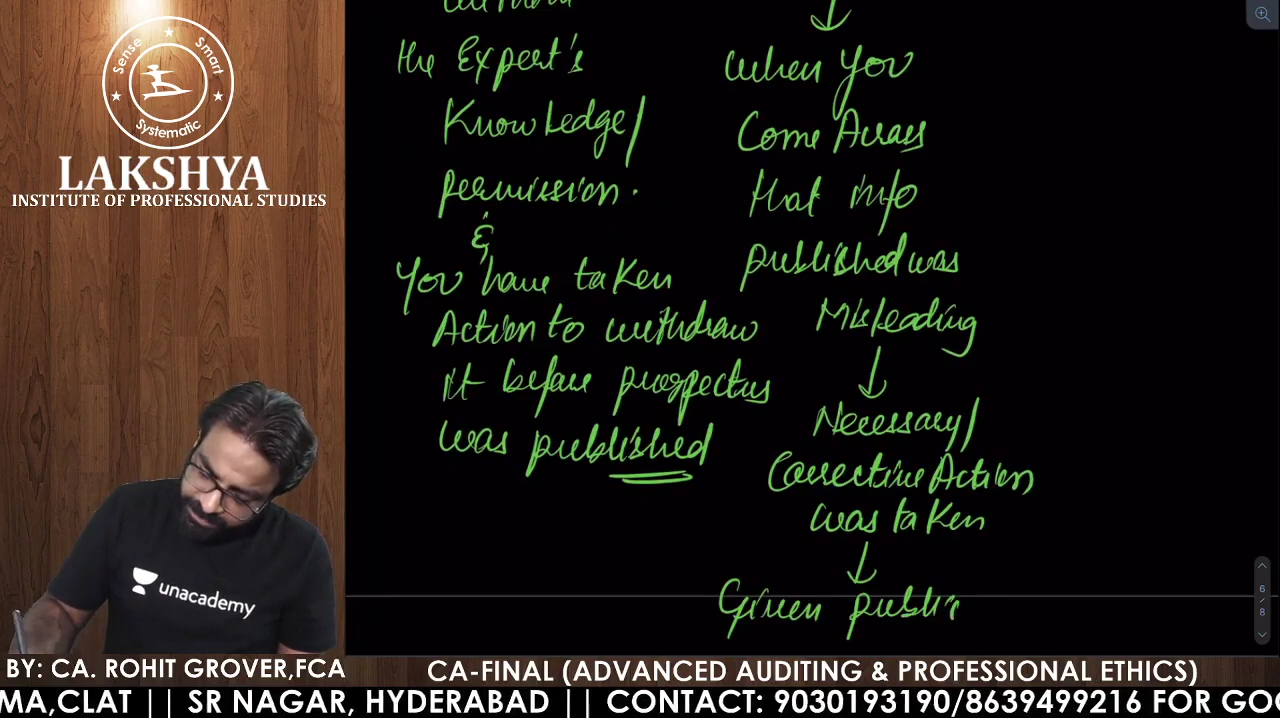 Sense
Smart
Systematic
LAKSHYA
INSTITUTE OF PROFESSIONAL STUDIES
the Expert's
Knowledge/
permission.
&
You have taken
Action to withdraw
it before prospectus
was published
When You
Come Across
that info
published was
Misleading
Necessary/
Corrective Action
was taken
Given public
unacademy
6
/
8
BY: CA. ROHIT GROVER,FCA
CA-FINAL (ADVANCED AUDITING & PROFESSIONAL ETHICS)
MA,CLAT || SR NAGAR, HYDERABAD || CONTACT: 9030193190/8639499216 FOR GOO